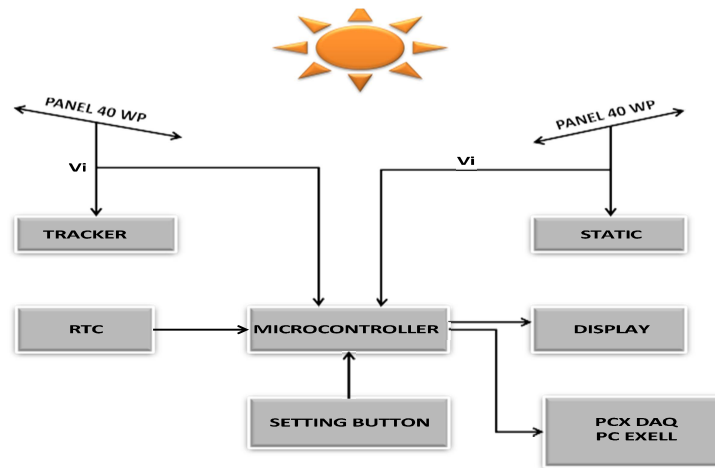 PANEL 40 WP
PANEL 40 WP
Vi
Vi
TRACKER
STATIC
RTC
MICROCONTROLLER
DISPLAY
SETTING BUTTON
PCX DAQ
PC EXELL